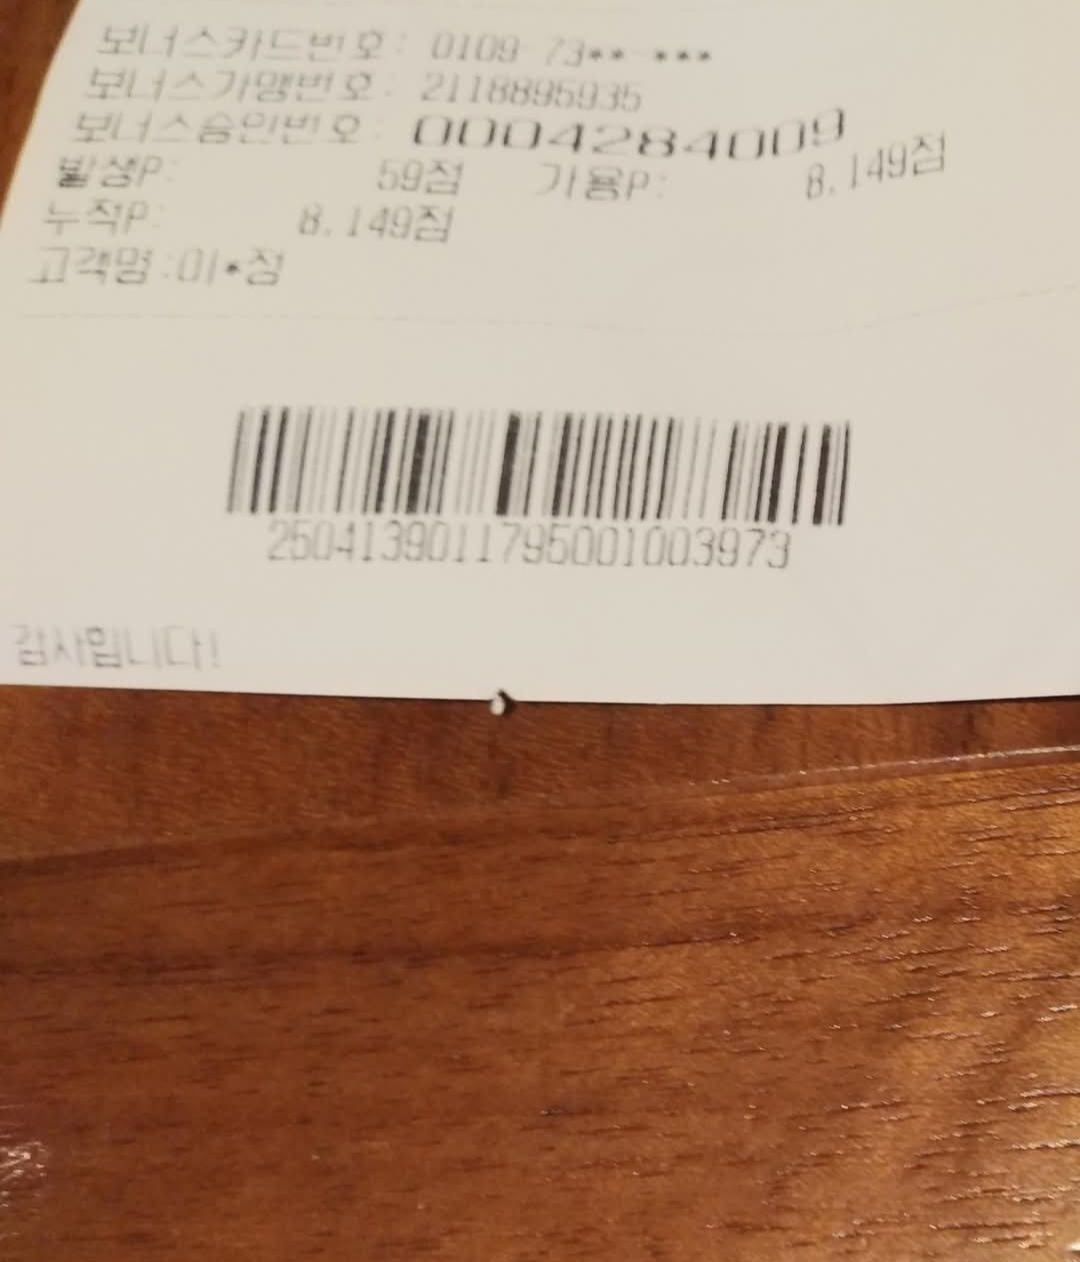 보너스카드번호: 0109-73**-***
보너스가맹번호: 2118895935
보너스승인번호: 0004284009
발생P: 59점 가용P: 8.149점
누적P: 8.149점
고객명:이*정
2504139011795001003973
감사합니다!